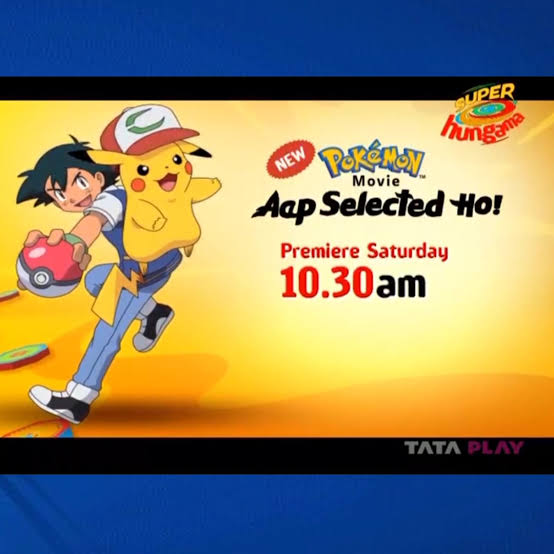 SUPER
hungama
NEW
POKéMON
Movie
Aap Selected Ho!
Premiere Saturday
10.30am
TATA PLAY